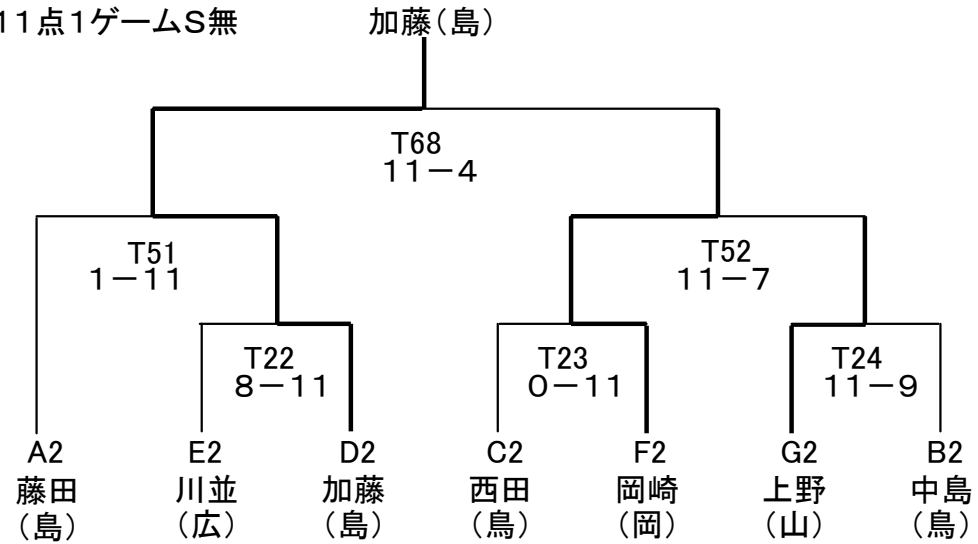 11点1ゲームS無
加藤(島)
T68
11－4
T51
1－11
T52
11－7
T22
8－11
T23
0－11
T24
11－9
A2
E2
D2
C2
F2
G2
B2
藤田
川並
加藤
西田
岡崎
上野
中島
(島)
(広)
(島)
(鳥)
(岡)
(山)
(鳥)